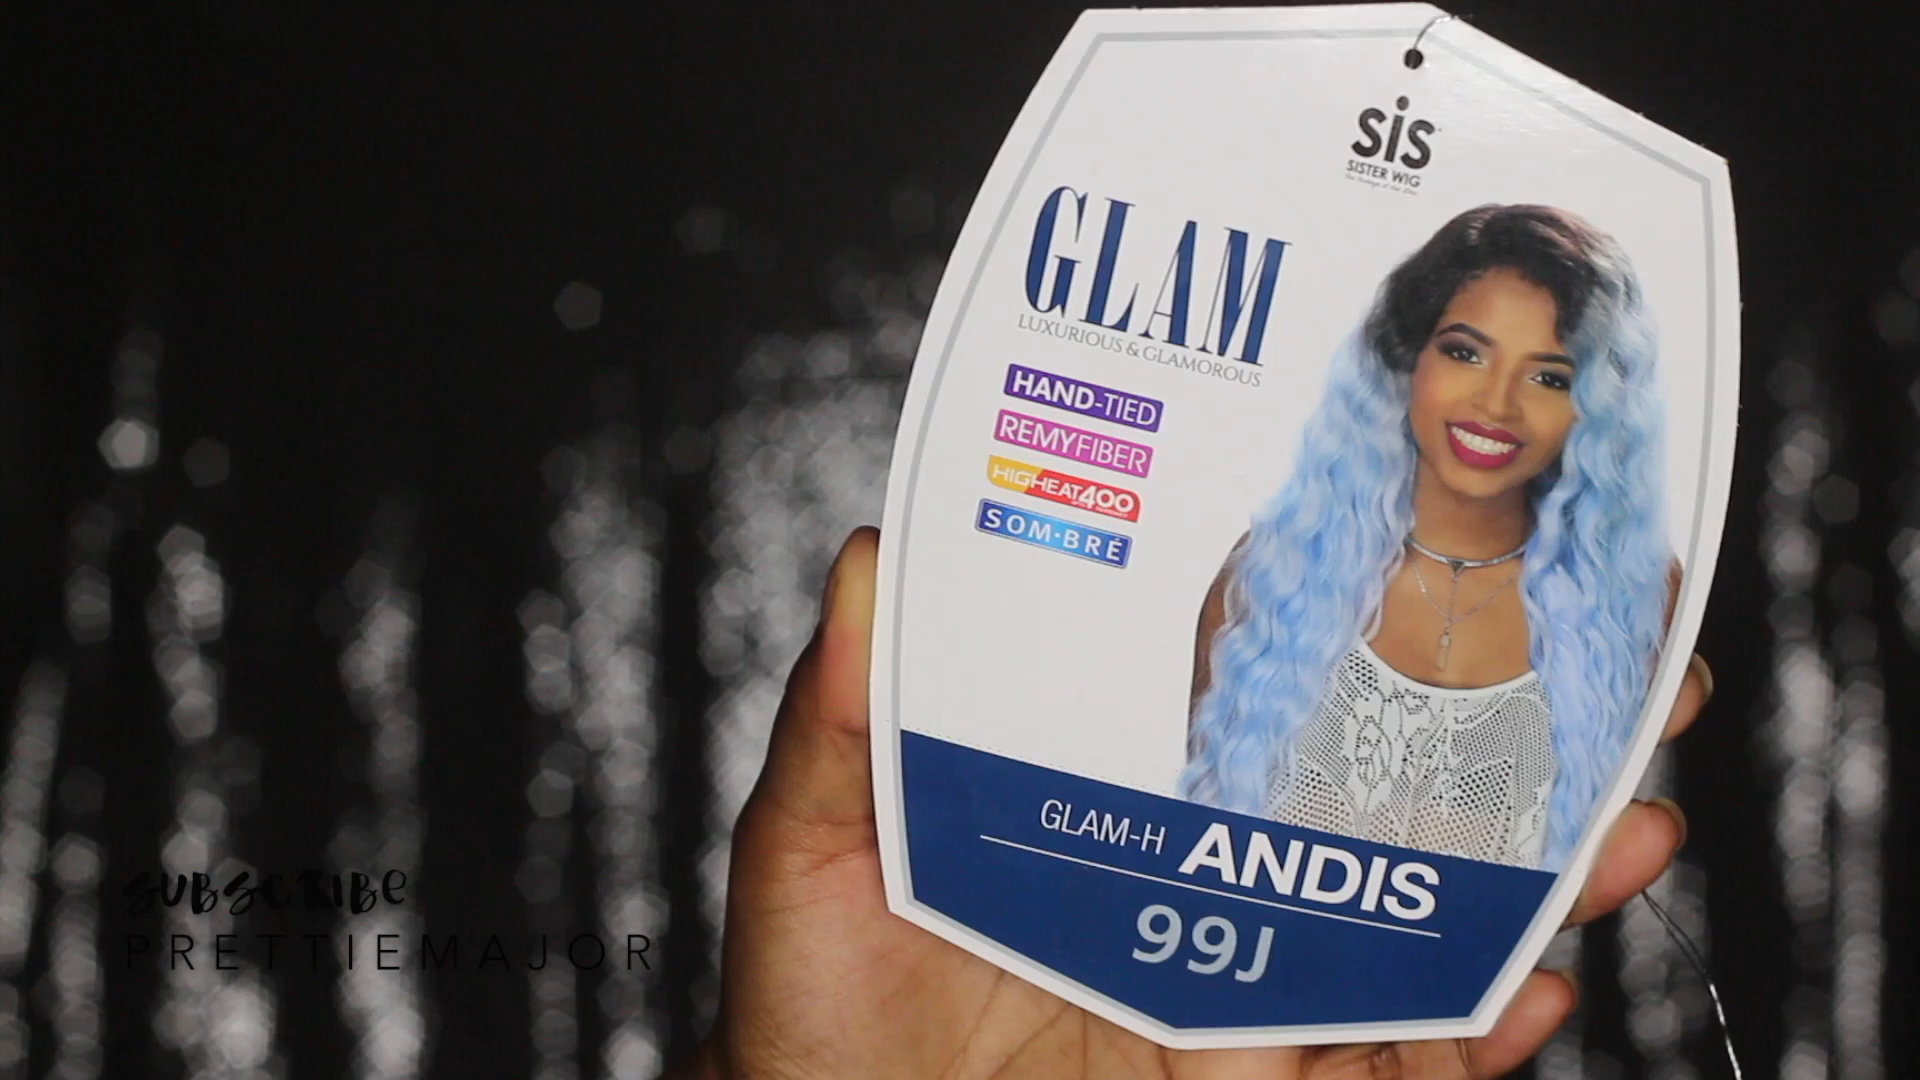 SiS
SISTER WIG
GLAM
LUXURIOUS & GLAMOROUS
HAND-TIED
REMYFIBER
HIGHEAT400
SOM•BRÉ
GLAM-H ANDIS
99J
SUBSCRIBE
PRETTIEMAJOR